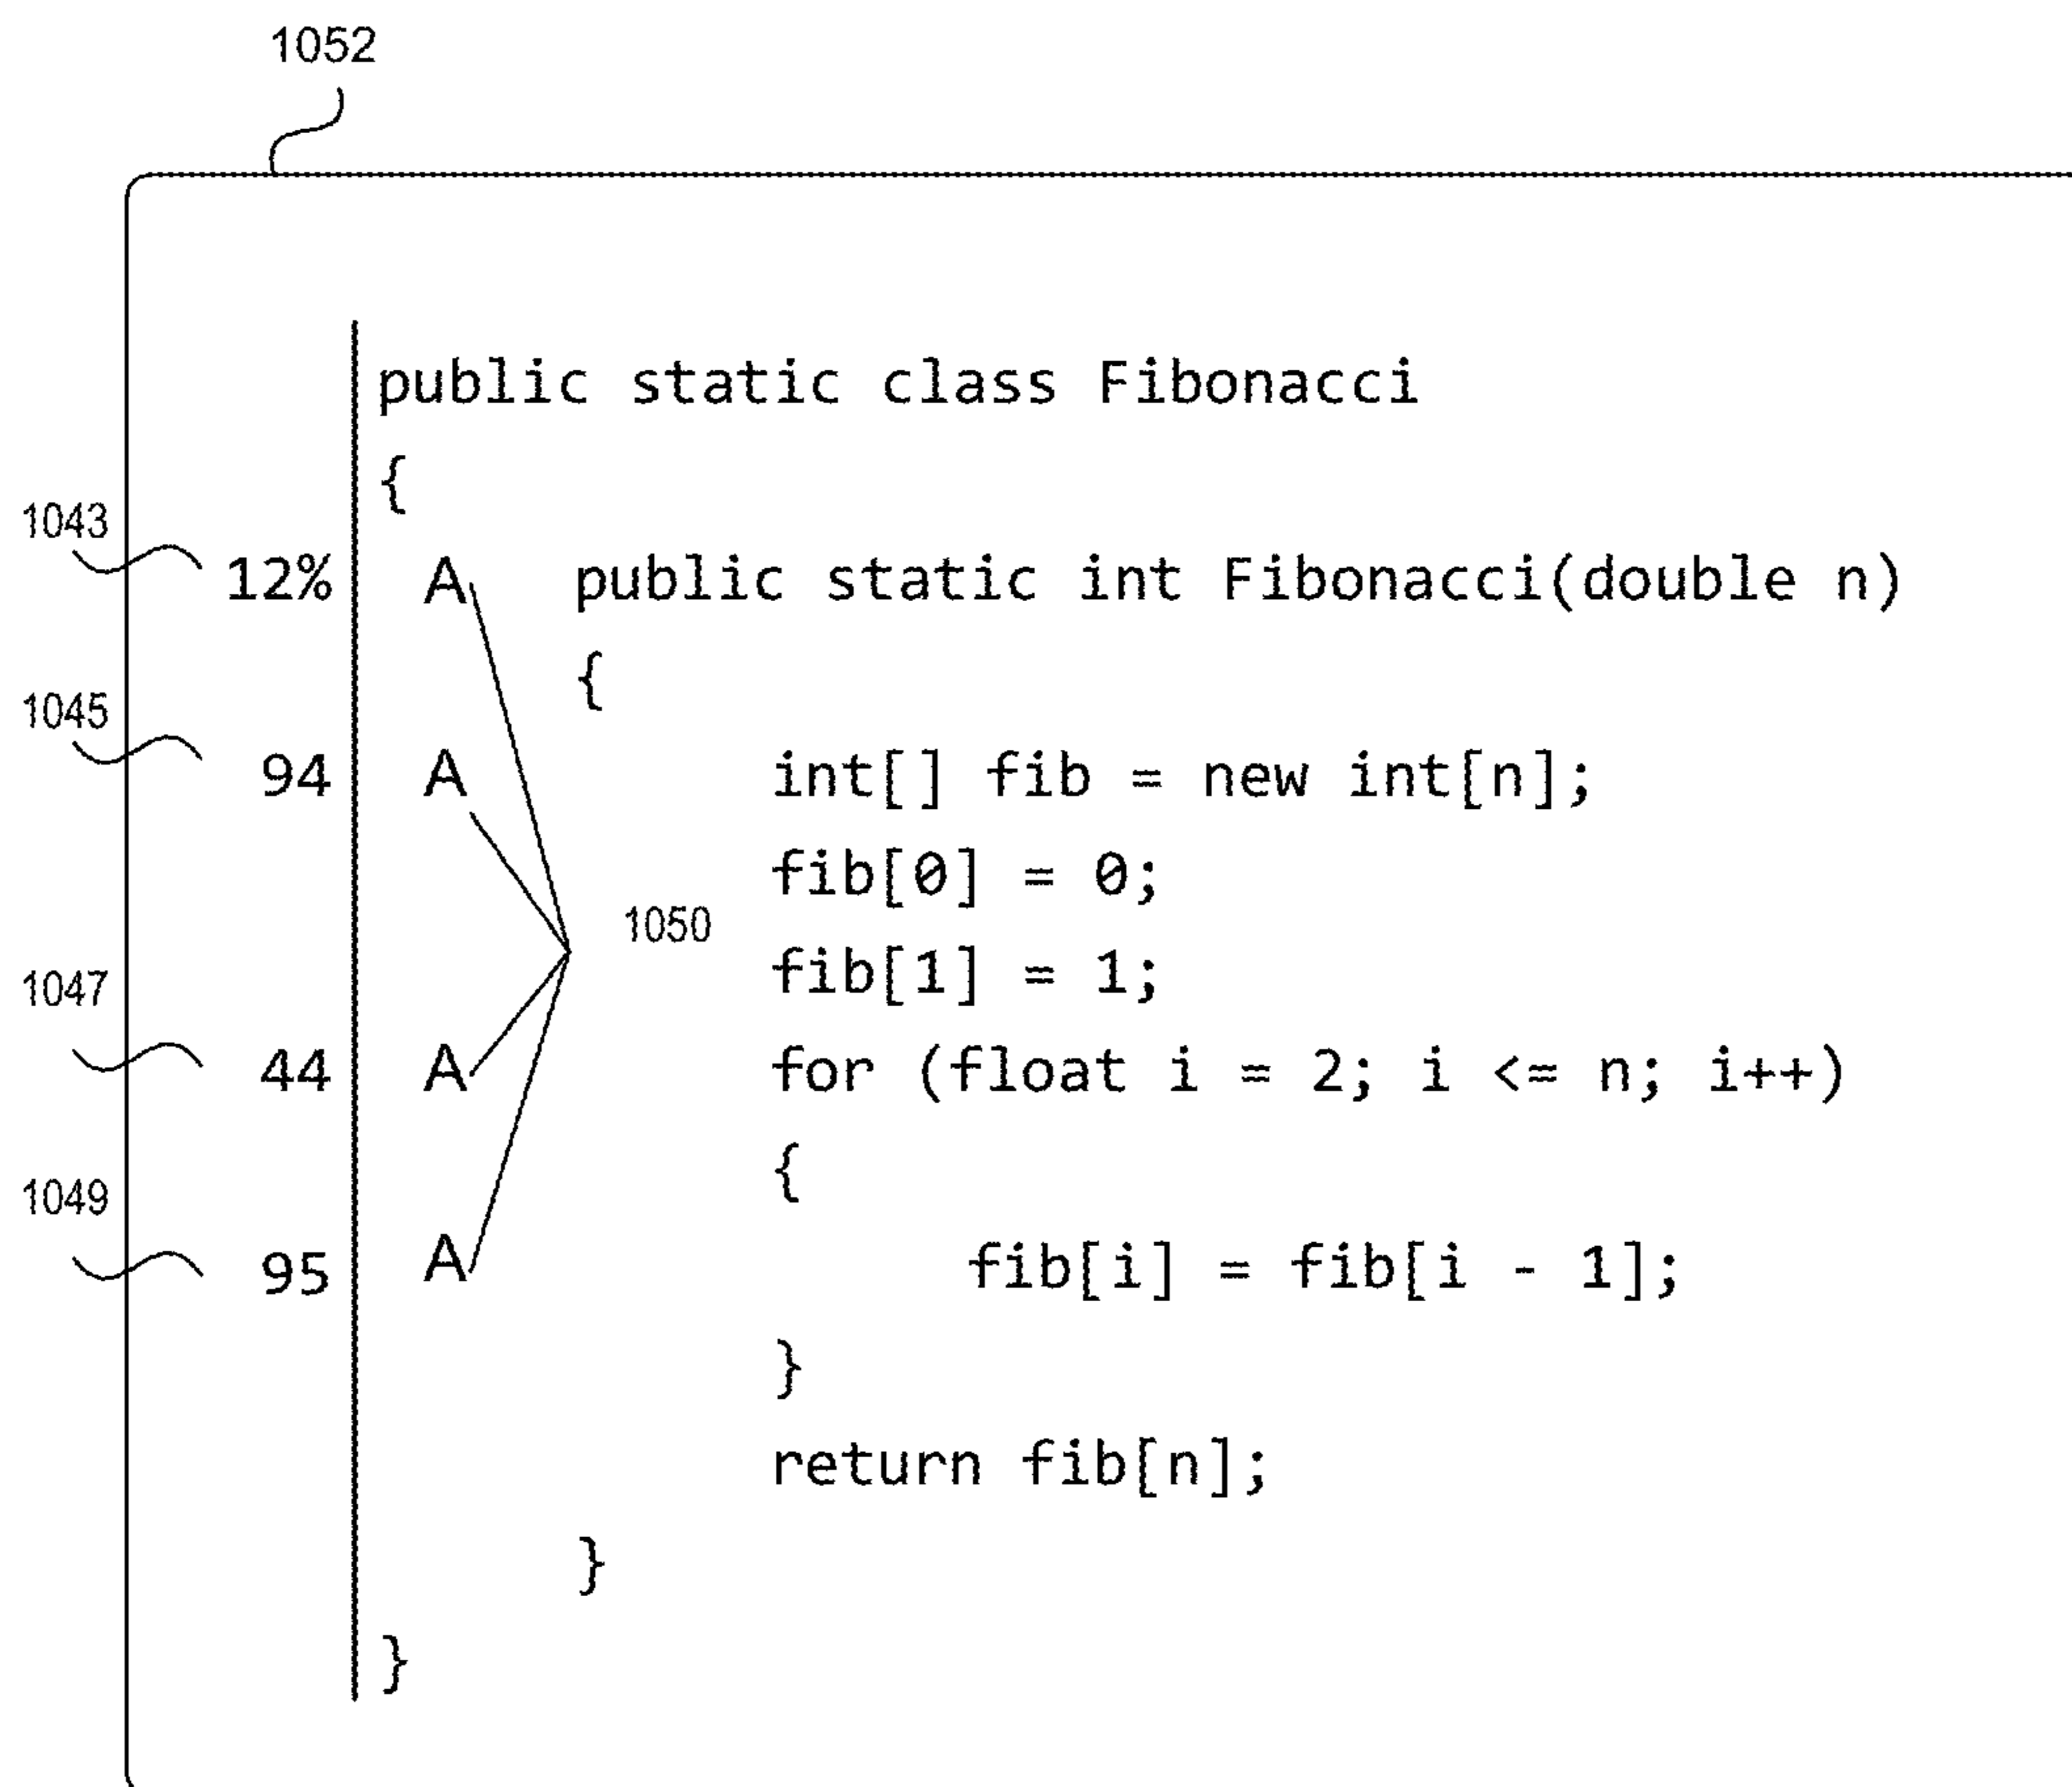 1052
public static class Fibonacci
{
1043
12% A public static int Fibonacci(double n)
{
1045
94 A int[] fib = new int[n];
fib[0] = 0;
1050
fib[1] = 1;
1047
44 A for (float i = 2; i <= n; i++)
{
1049
95 A fib[i] = fib[i - 1];
}
return fib[n];
}
}